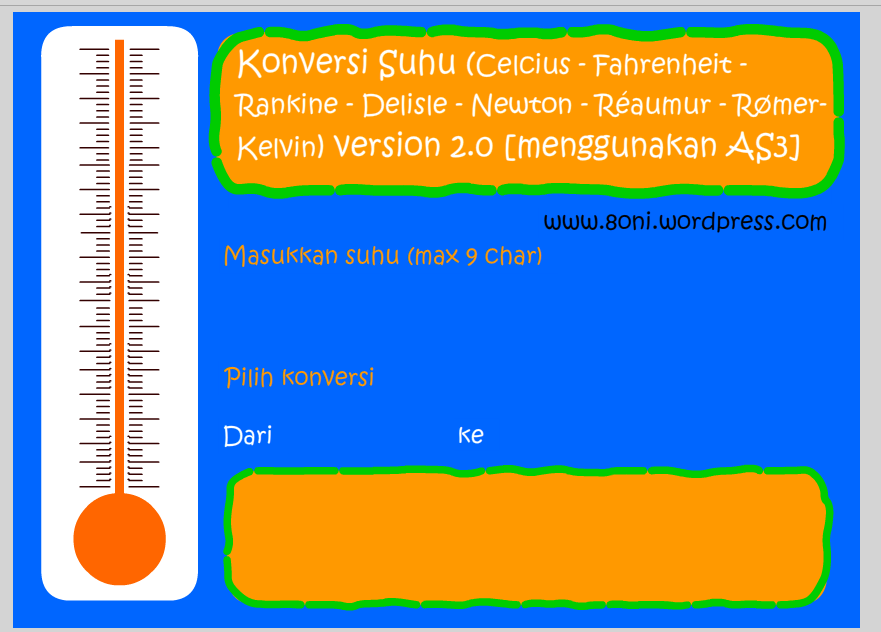 Konversi Suhu (Celcius - Fahrenheit -
Rankine - Delisle - Newton - Réaumur - Rømer-
Kelvin) version 2.0 [menggunakan AS3]
www.8oni.wordpress.com
Masukkan suhu (max 9 char)
Pilih konversi
Dari ke